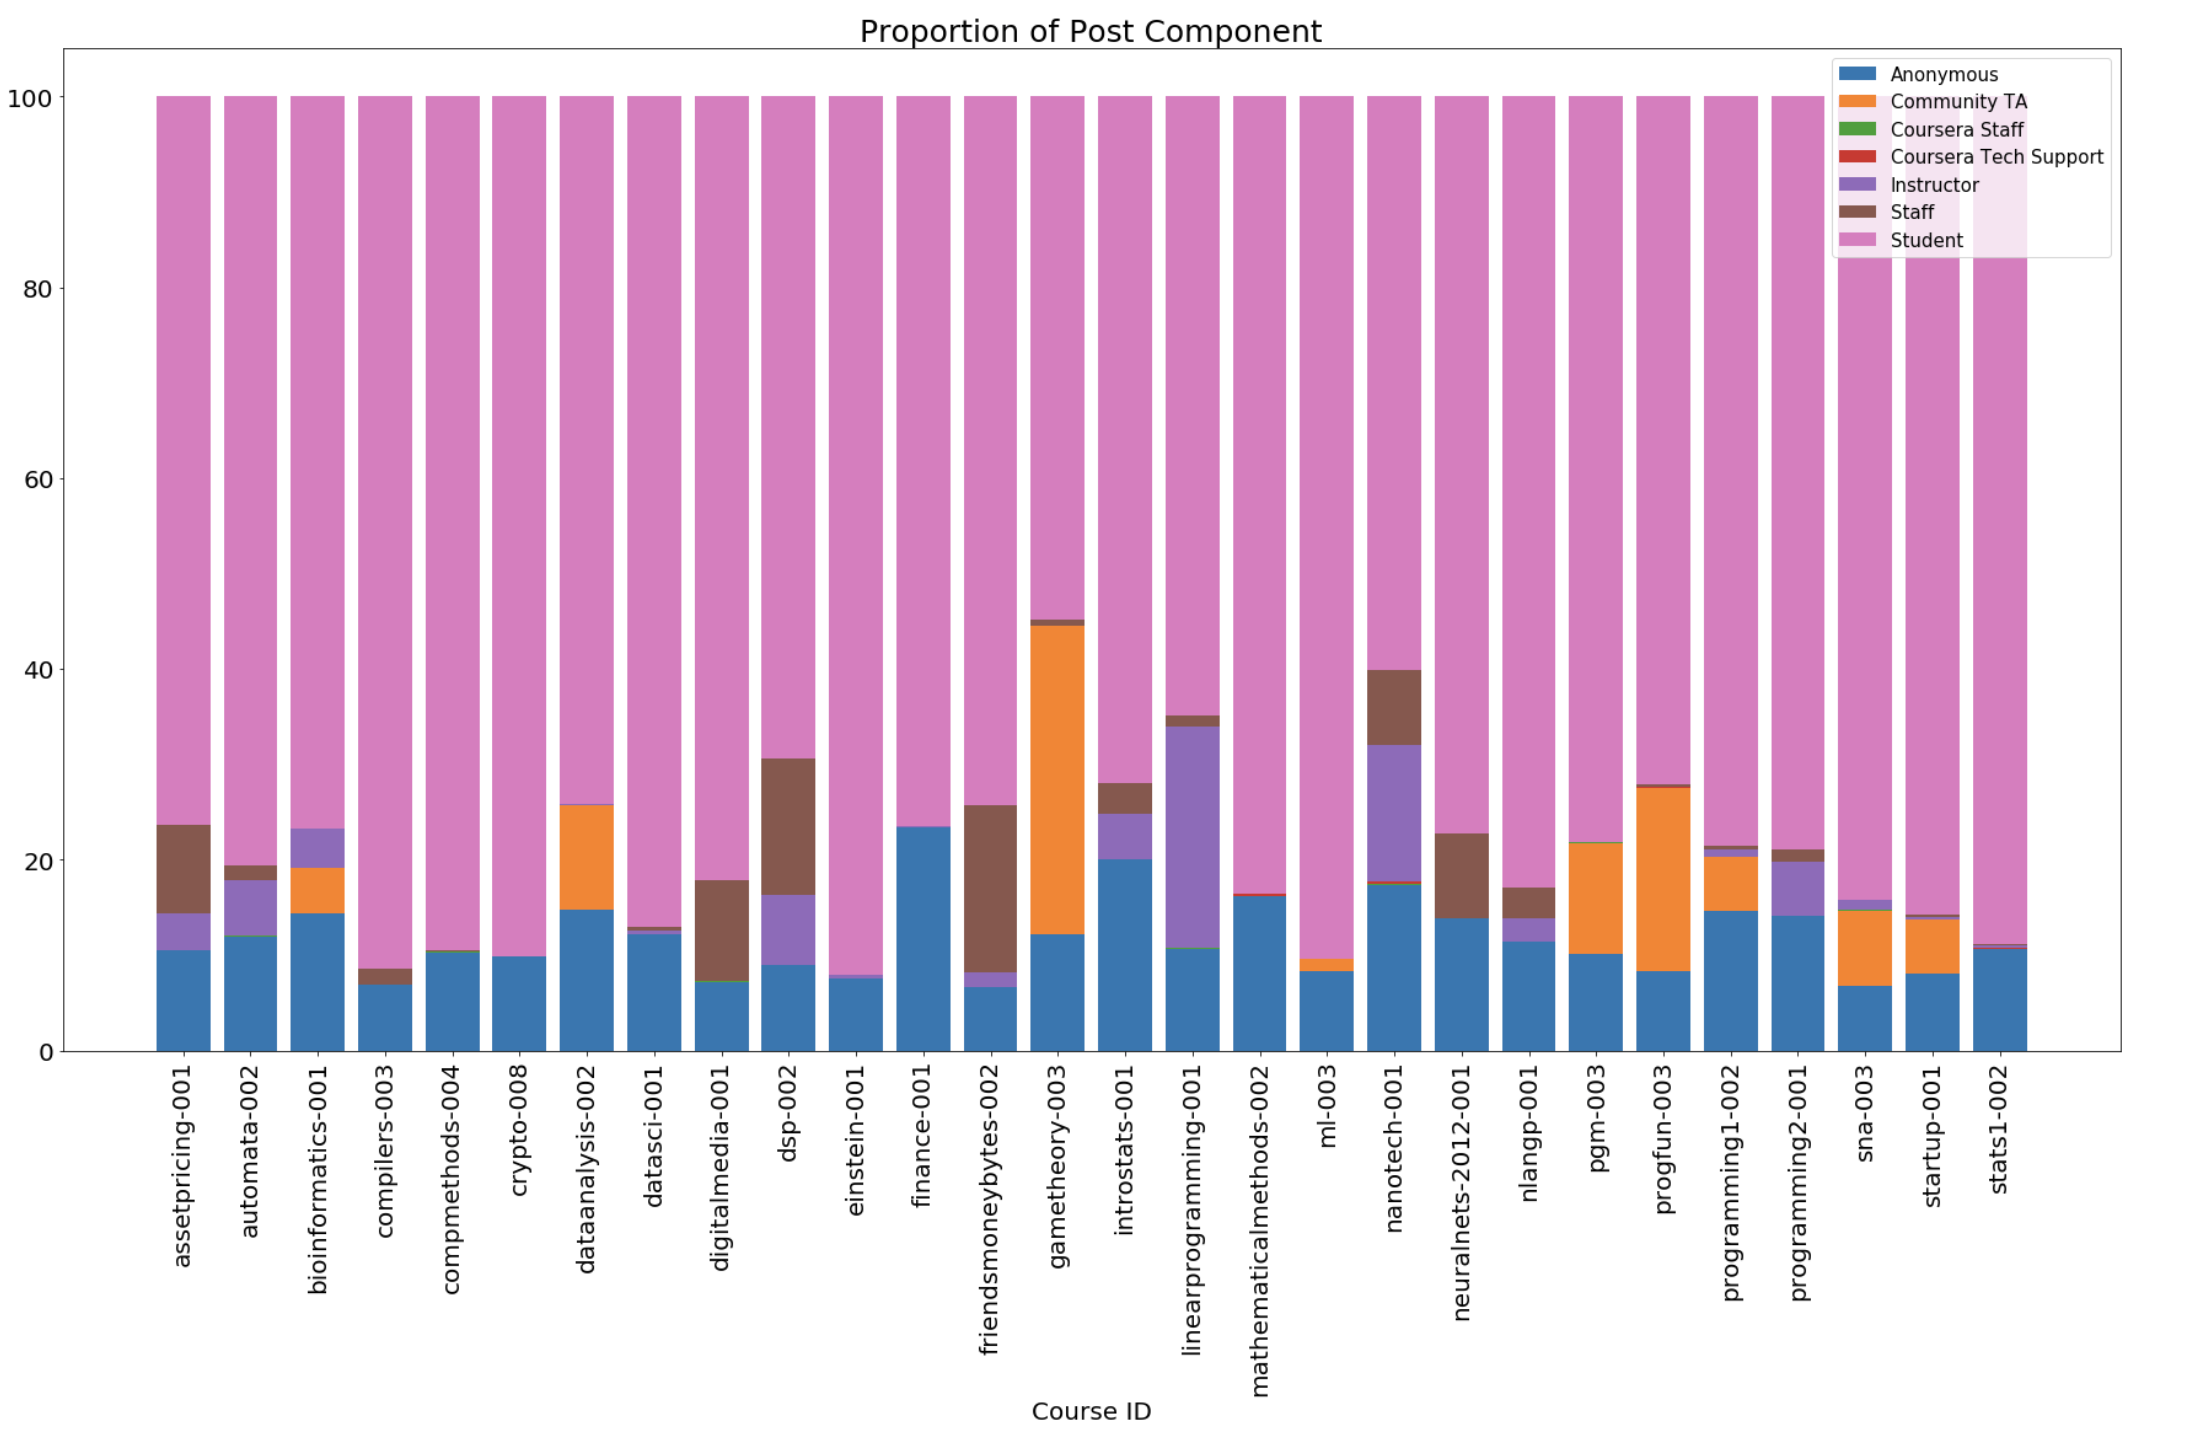 Proportion of Post Component
Anonymous
Community TA
Coursera Staff
Coursera Tech Support
Instructor
Staff
Student
100
80
60
40
20
0
assetpricing-001
automata-002
bioinformatics-001
compilers-003
compmethods-004
crypto-008
dataanalysis-002
datasci-001
digitalmedia-001
dsp-002
einstein-001
finance-001
friendsmoneybytes-002
gametheory-003
introstats-001
linearprogramming-001
mathematicalmethods-002
ml-003
nanotech-001
neuralnets-2012-001
nlangp-001
pgm-003
progfun-003
programming1-002
programming2-001
sna-003
startup-001
stats1-002
Course ID